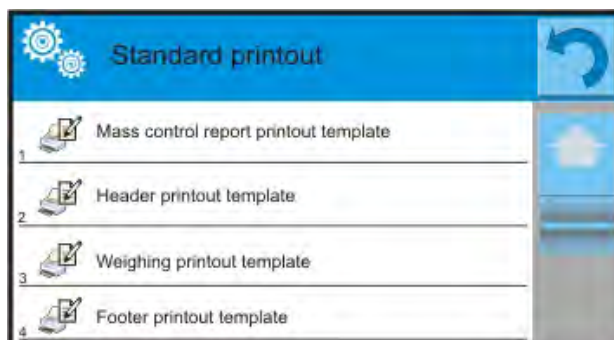 Standard printout
1 Mass control report printout template
2 Header printout template
3 Weighing printout template
4 Footer printout template